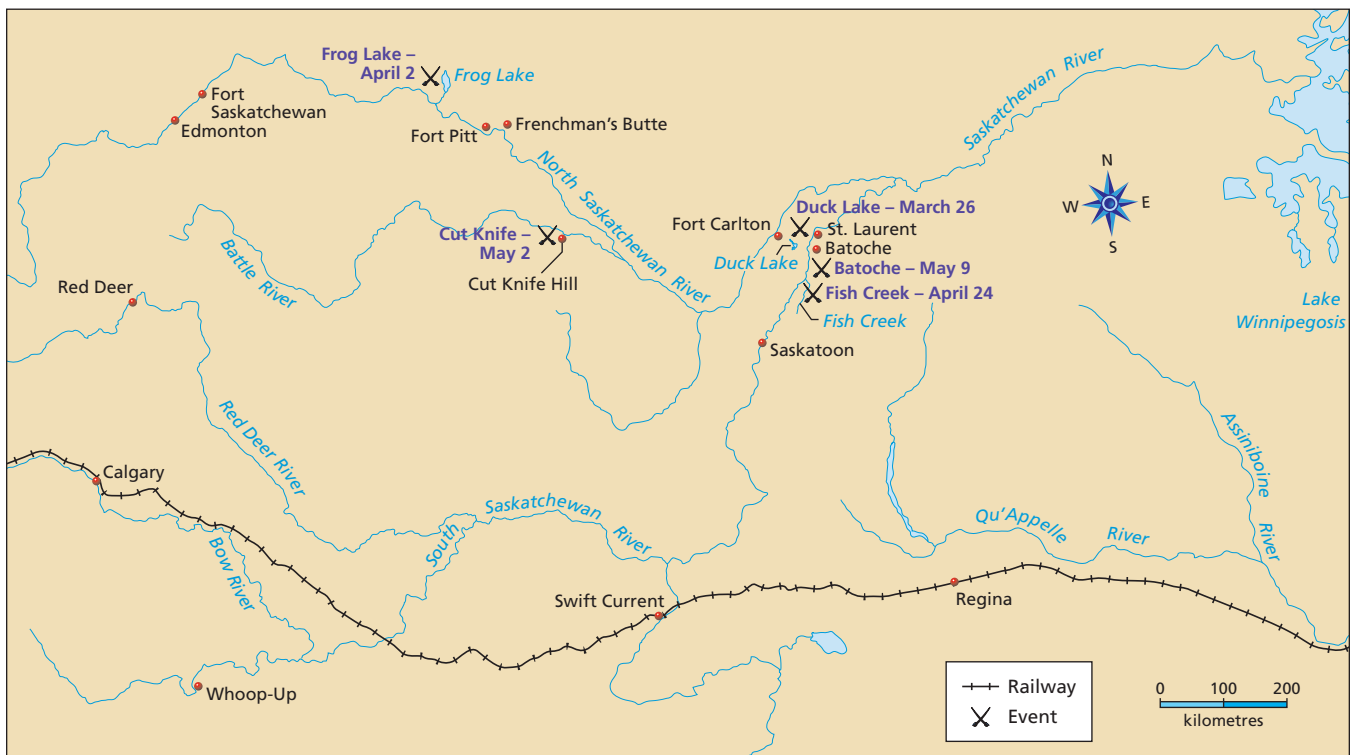 Frog Lake –
April 2
Frog Lake
Fort
Saskatchewan
Edmonton
Fort Pitt
Frenchman's Butte
North Saskatchewan River
Saskatchewan River
N
W
E
S
Duck Lake – March 26
Fort Carlton
St. Laurent
Batoche
Duck Lake
Batoche – May 9
Fish Creek – April 24
Fish Creek
Cut Knife –
May 2
Cut Knife Hill
Battle River
Red Deer
Lake
Winnipegosis
Saskatoon
Red Deer River
Assiniboine River
Calgary
South Saskatchewan River
Qu'Appelle River
Bow River
Swift Current
Regina
Whoop-Up
Railway
Event
0 100 200
kilometres